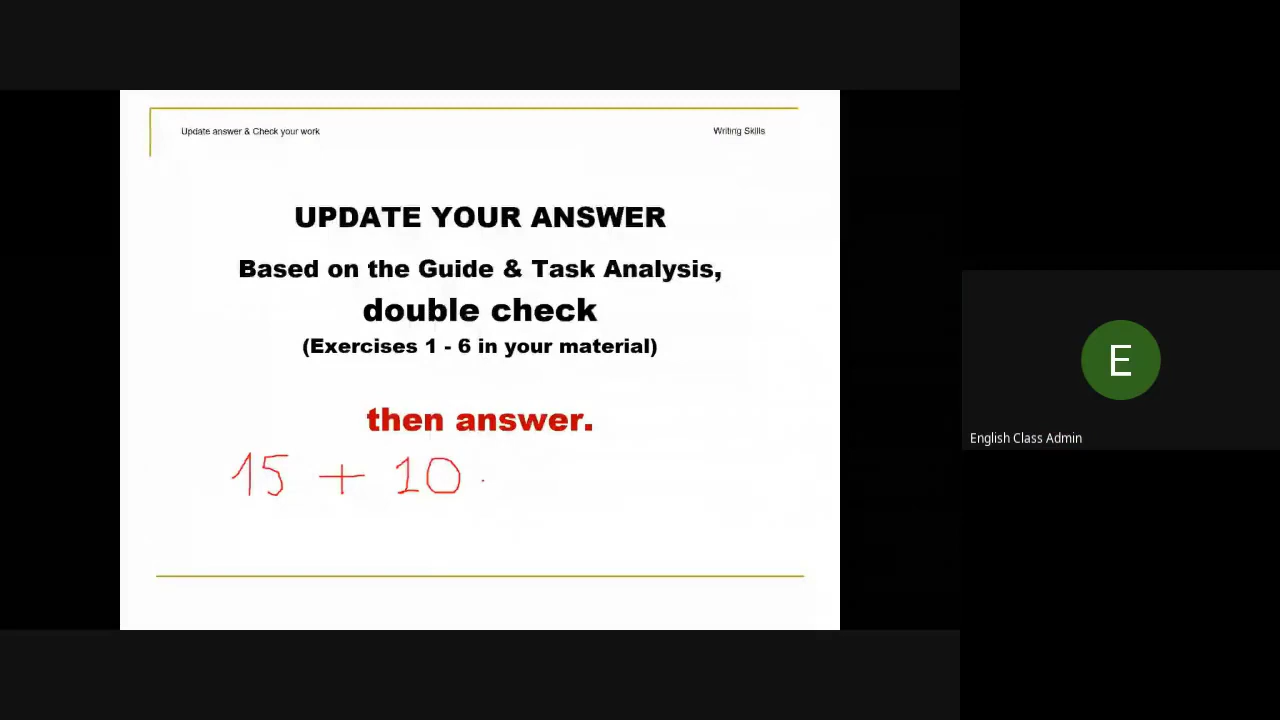 Update answer & Check your work
Writing Skills
UPDATE YOUR ANSWER
Based on the Guide & Task Analysis,
double check
(Exercises 1 - 6 in your material)
then answer.
15 + 10
E
English Class Admin